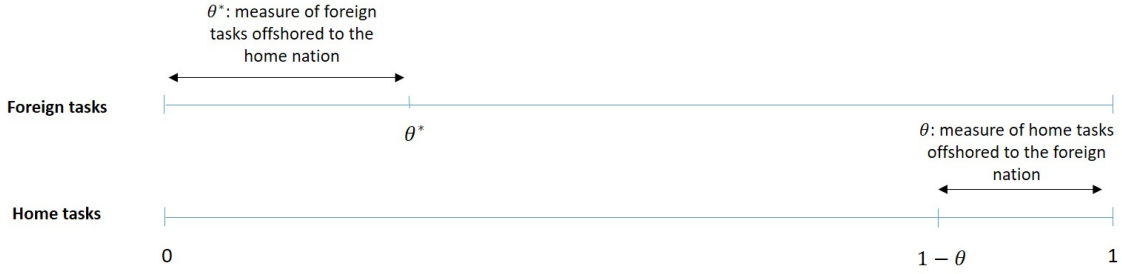 θ*: measure of foreign
tasks offshored to the
home nation
Foreign tasks
θ*
θ: measure of home tasks
offshored to the foreign
nation
Home tasks
0
1 − θ
1